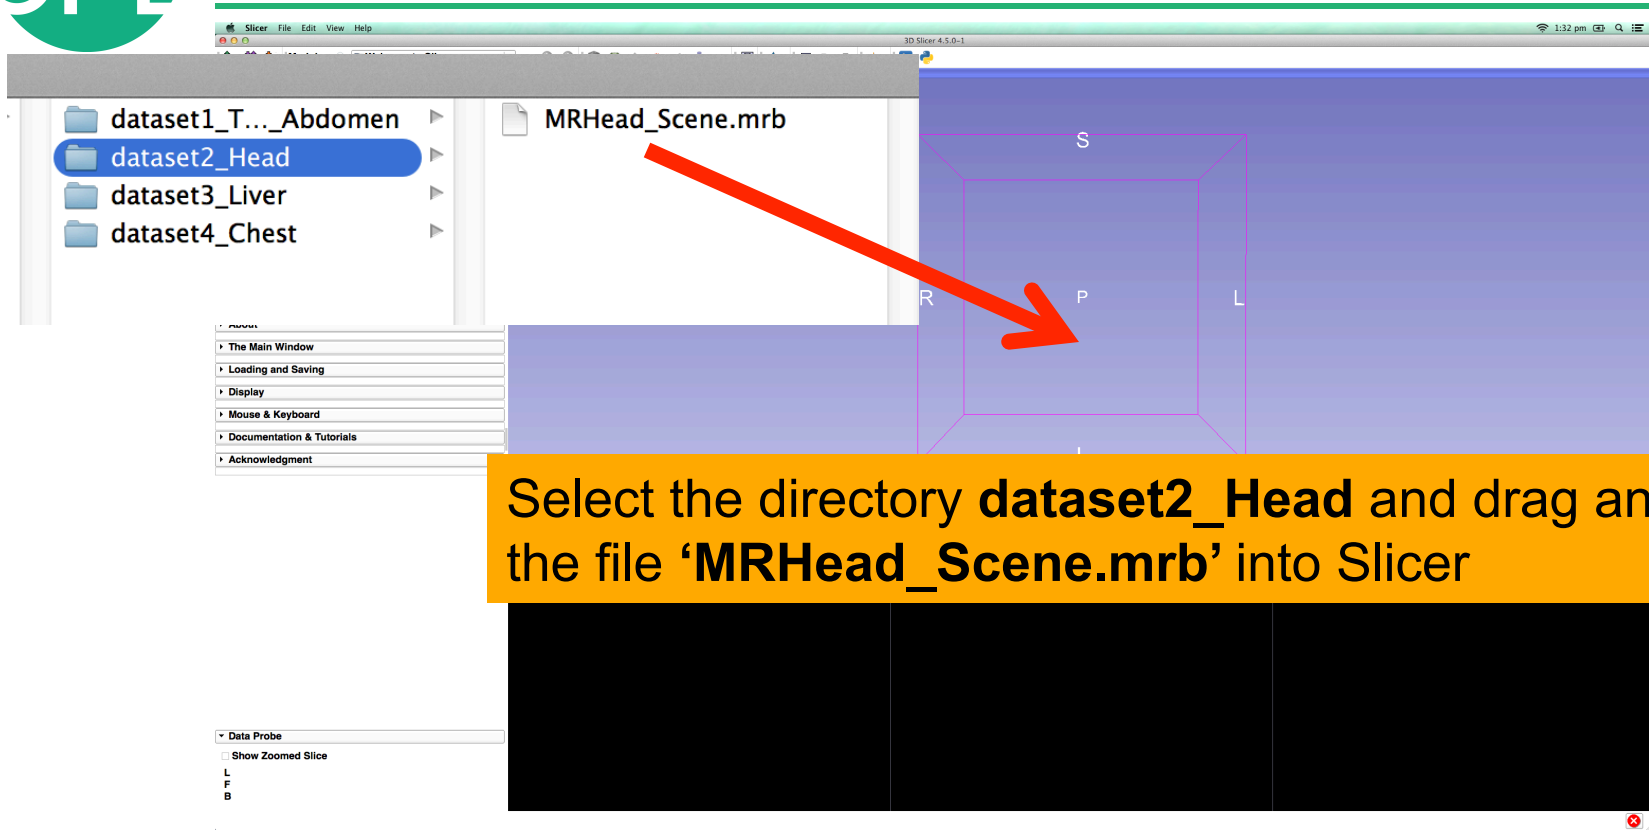 Slicer File Edit View Help
1:32 pm
3D Slicer 4.5.0-1
dataset1_T..._Abdomen
MRHead_Scene.mrb
dataset2_Head
dataset3_Liver
dataset4_Chest
S
R
P
L
About
The Main Window
Loading and Saving
Display
Mouse & Keyboard
Documentation & Tutorials
Acknowledgment
Select the directory dataset2_Head and drag an
the file ‘MRHead_Scene.mrb’ into Slicer
Data Probe
Show Zoomed Slice
L
F
B